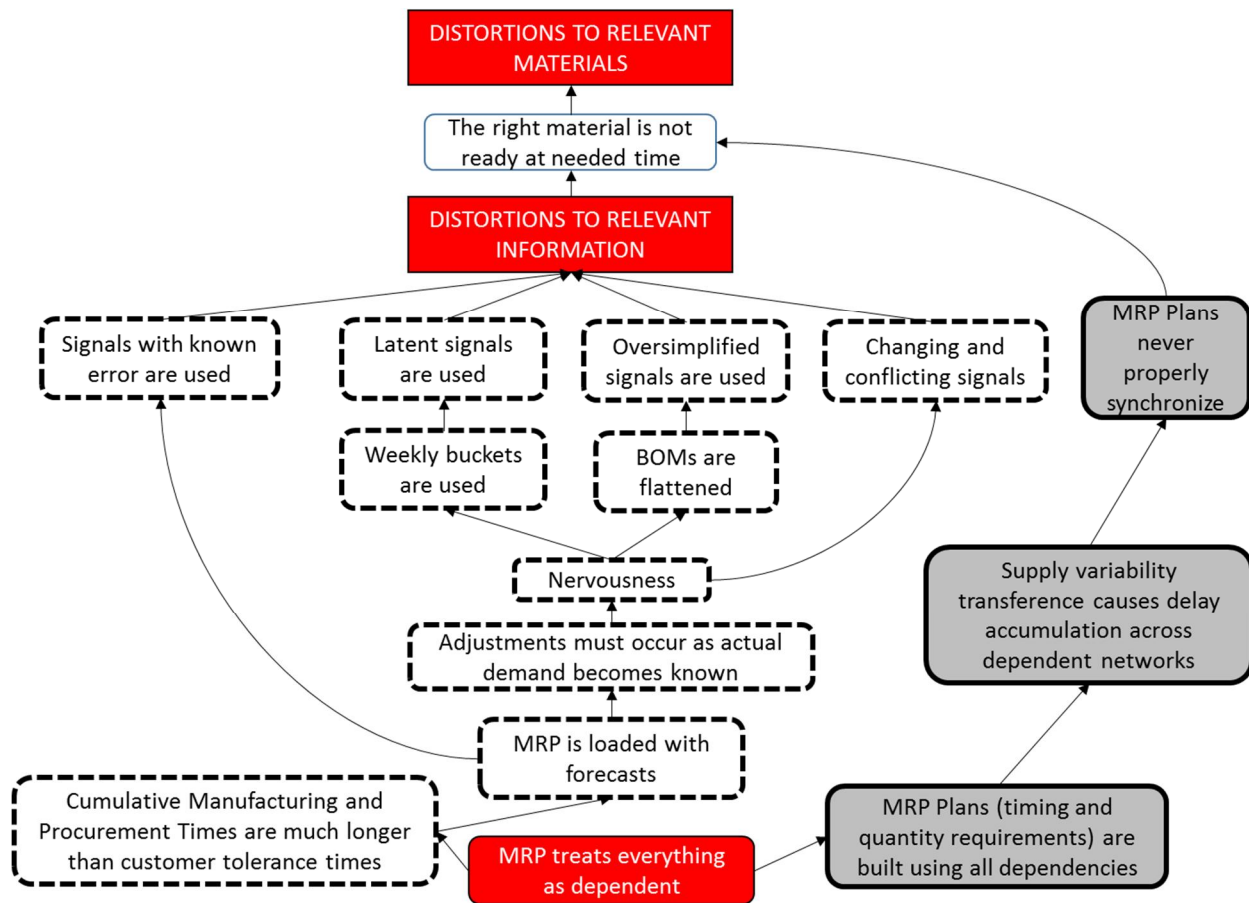 DISTORTIONS TO RELEVANT
MATERIALS
The right material is not
ready at needed time
DISTORTIONS TO RELEVANT
INFORMATION
Signals with known
error are used
Latent signals
are used
Oversimplified
signals are used
Changing and
conflicting signals
MRP Plans
never
properly
synchronize
Weekly buckets
are used
BOMs are
flattened
Nervousness
Supply variability
transference causes delay
accumulation across
dependent networks
Adjustments must occur as actual
demand becomes known
MRP is loaded with
forecasts
Cumulative Manufacturing and
Procurement Times are much longer
than customer tolerance times
MRP treats everything
as dependent
MRP Plans (timing and
quantity requirements) are
built using all dependencies